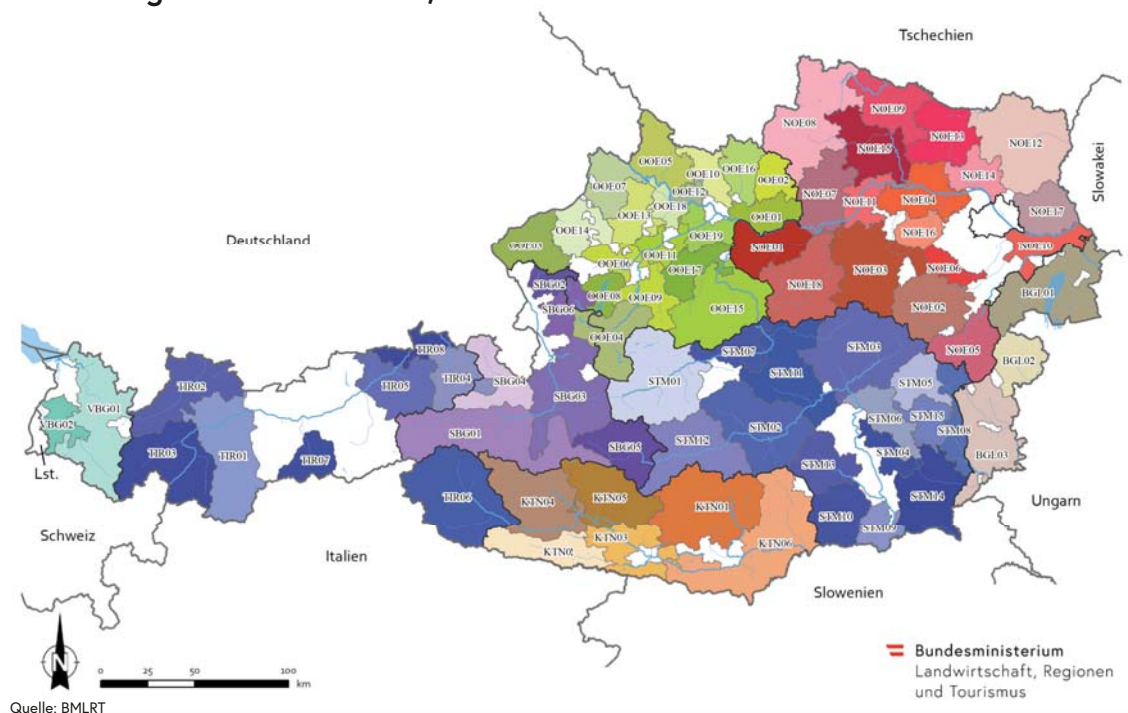 Tschechien
NOE08
NOE09
NOE13
NOE12
NOE15
OOE05
OOE10
OOE16
OOE02
NOE14
Slowakei
OOE07
OOE12
NOE07
NOE11
NOE04
OOE18
OOE13
OOE01
NOE17
OOE14
OOE19
NOE16
Deutschland
OOE03
OOE11
NOE01
NOE10
OOE06
OOE17
NOE03
NOE06
SBG02
NOE18
OOE08
OOE09
BGL01
SBG06
OOE15
NOE02
OOE04
TIR08
STM07
STM03
NOE05
BGL02
TIR02
TIR05
TIR04
SBG04
STM01
STM11
STM05
VBG01
SBG03
VBG02
STM06
STM15
SBG01
STM02
STM08
STM12
SBG05
TIR03
TIR01
TIR07
STM04
BGL03
Lst.
STM13
TIR06
KTN04
KTN05
KTN01
STM14
Ungarn
STM10
STM09
Schweiz
KTN03
KTN06
Italien
Slowenien
N
0 25 50 100
km
Bundesministerium
Landwirtschaft, Regionen
und Tourismus
Quelle: BMLRT